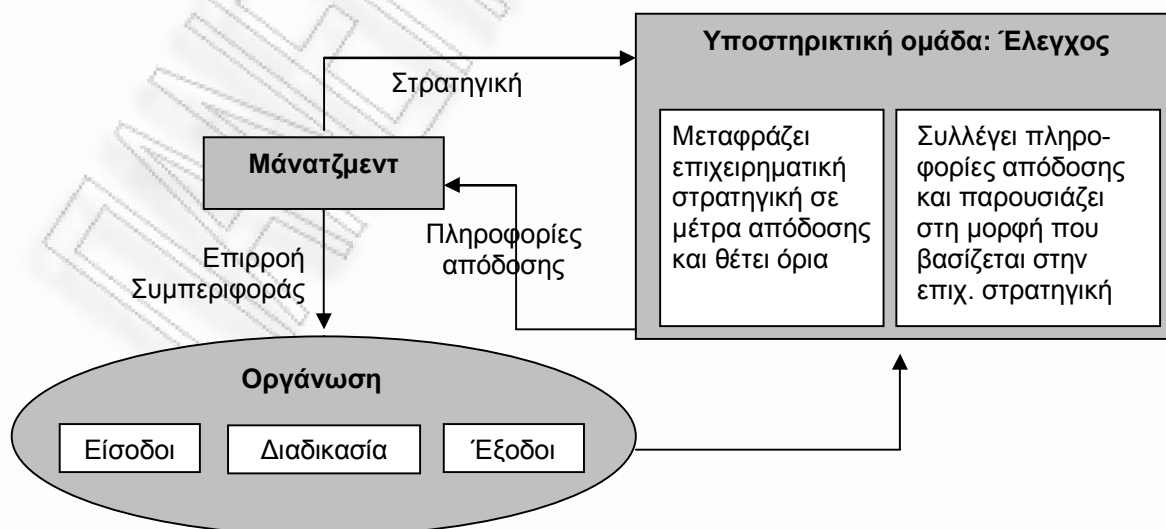 Υποστηρικτική ομάδα: Έλεγχος
Στρατηγική
Μεταφράζει
επιχειρηματική
στρατηγική σε
μέτρα απόδοσης
και θέτει όρια
Συλλέγει πληρο-
φορίες απόδοσης
και παρουσιάζει
στη μορφή που
βασίζεται στην
επιχ. στρατηγική
Μάνατζμεντ
Πληροφορίες
απόδοσης
Επιρροή
Συμπεριφοράς
Οργάνωση
Είσοδοι
Διαδικασία
Έξοδοι